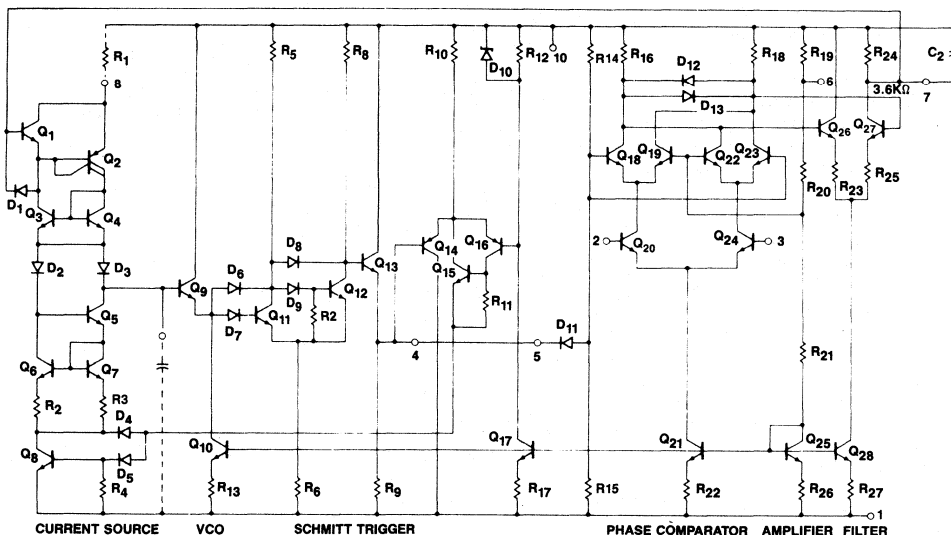 R1
8
R5
R8
R10
D10
R12
10
R14
R16
D12
R18
R19
6
R24
C2 =
3.6KΩ
7
D13
Q1
Q2
D1
Q3
Q4
Q18
Q19
Q22
Q23
Q26
Q27
R20
R23
R25
D2
D3
D8
Q13
Q14
Q16
Q15
2
Q20
Q24
3
Q9
D6
D9
Q12
R11
Q5
D7
Q11
R2
D11
4
5
Q6
Q7
R21
R2
R3
D4
Q8
D5
R4
Q10
Q17
Q21
Q25
Q28
R13
R6
R9
R17
R15
R22
R26
R27
1
CURRENT SOURCE VCO SCHMITT TRIGGER PHASE COMPARATOR AMPLIFIER FILTER